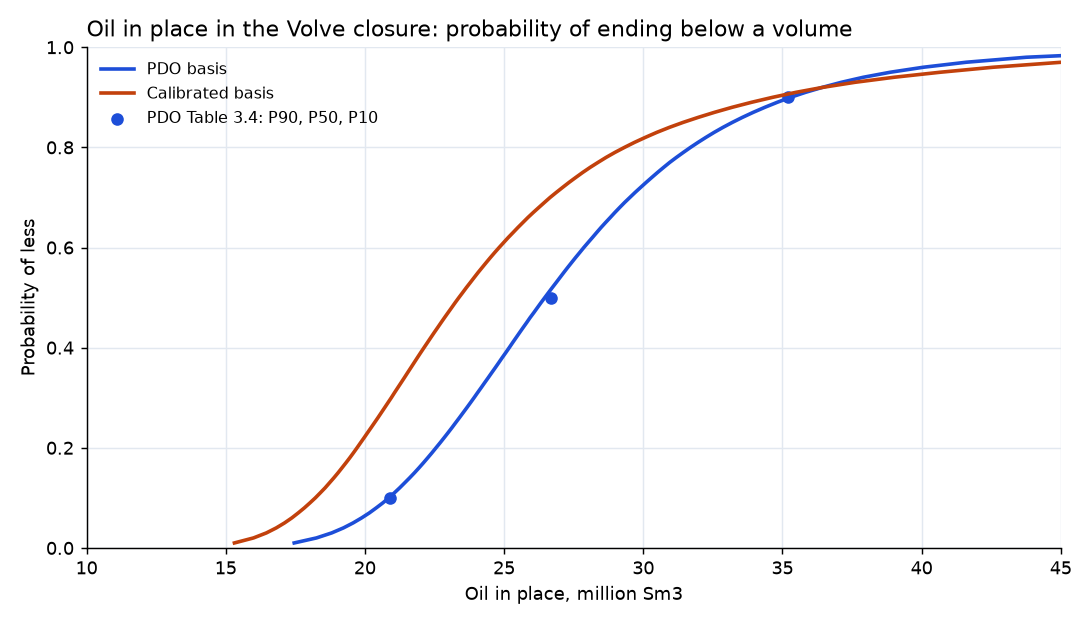 Oil in place in the Volve closure: probability of ending below a volume
PDO basis
Calibrated basis
PDO Table 3.4: P90, P50, P10
Probability of less
1.0
0.8
0.6
0.4
0.2
0.0
10 15 20 25 30 35 40 45
Oil in place, million Sm3